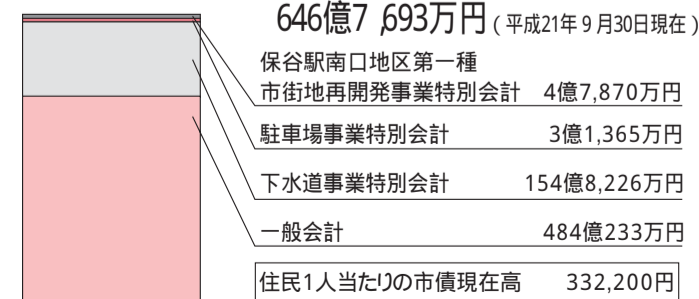 646億7,693万円（平成21年9月30日現在）
保谷駅南口地区第一種
市街地再開発事業特別会計 4億7,870万円
駐車場事業特別会計 3億1,365万円
下水道事業特別会計 154億8,226万円
一般会計 484億233万円
住民1人当たりの市債現在高 332,200円